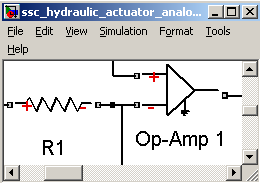 ssc_hydraulic_actuator_analo...
File Edit View Simulation Format Tools
Help
+
+ - -
R1
Op-Amp 1